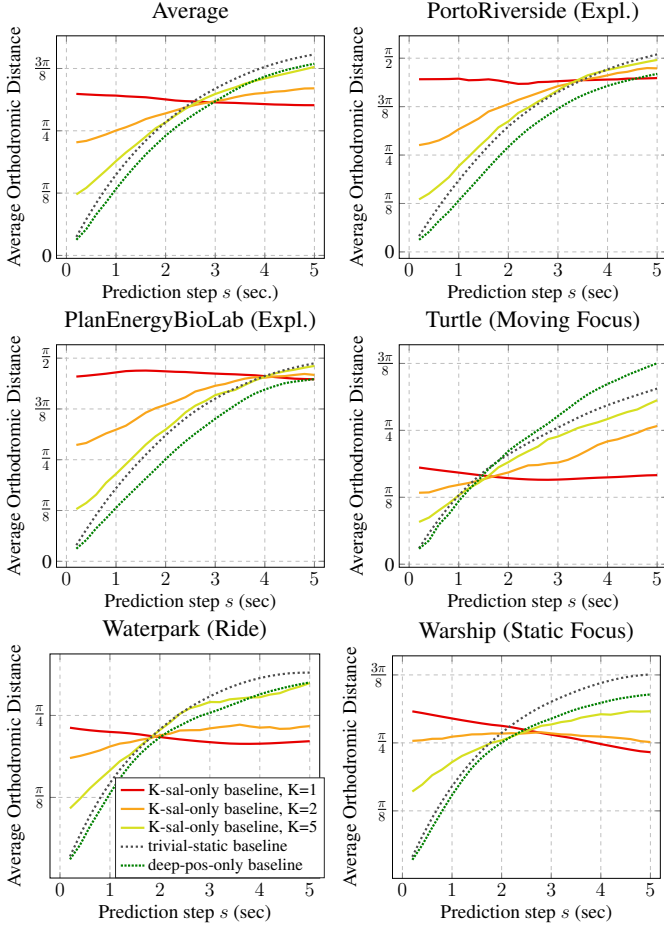 Average
Average Orthodromic Distance
3π/8
π/4
π/8
0
0 1 2 3 4 5
Prediction step s (sec.)
PortoRiverside (Expl.)
Average Orthodromic Distance
π/2
3π/8
π/4
π/8
0
0 1 2 3 4 5
Prediction step s (sec)
PlanEnergyBioLab (Expl.)
Average Orthodromic Distance
π/2
3π/8
π/4
π/8
0
0 1 2 3 4 5
Prediction step s (sec)
Turtle (Moving Focus)
Average Orthodromic Distance
3π/8
π/4
π/8
0
0 1 2 3 4 5
Prediction step s (sec)
Waterpark (Ride)
Average Orthodromic Distance
π/4
π/8
K-sal-only baseline, K=1
K-sal-only baseline, K=2
K-sal-only baseline, K=5
trivial-static baseline
deep-pos-only baseline
0 1 2 3 4 5
Prediction step s (sec)
Warship (Static Focus)
Average Orthodromic Distance
3π/8
π/4
π/8
0 1 2 3 4 5
Prediction step s (sec)